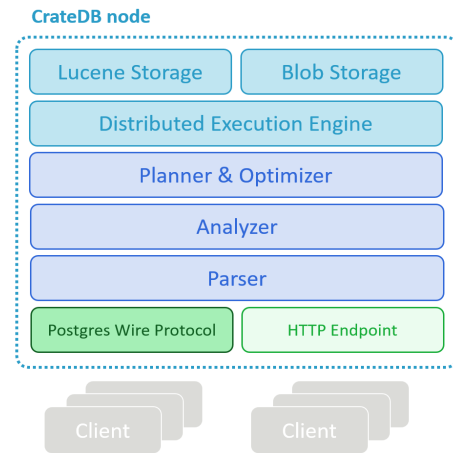 CrateDB node
Lucene Storage
Blob Storage
Distributed Execution Engine
Planner & Optimizer
Analyzer
Parser
Postgres Wire Protocol
HTTP Endpoint
Client
Client